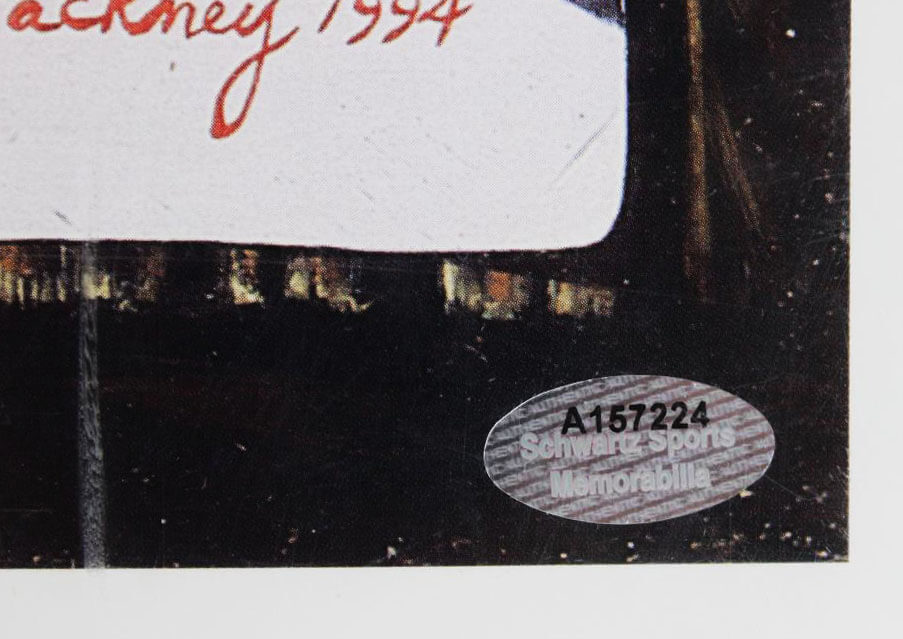 ackney 1994
A157224
Schwartz Sports
Memorabilia